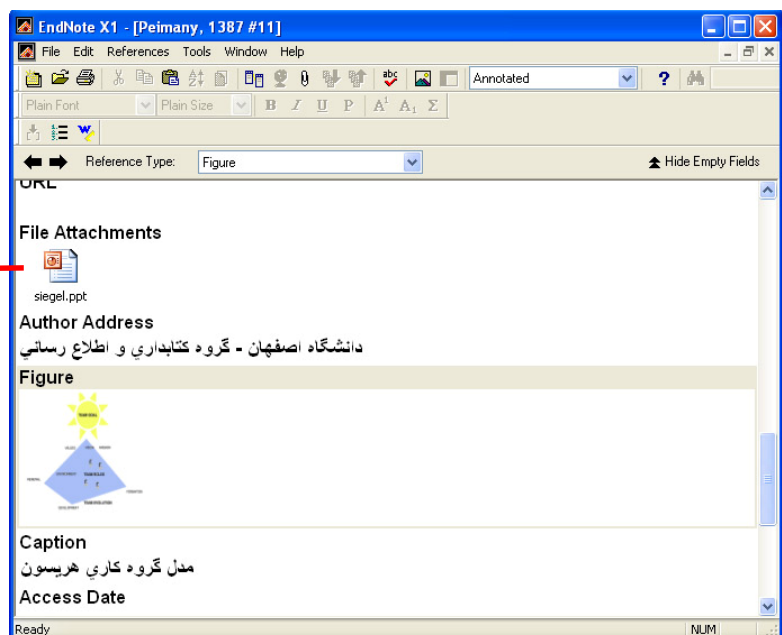 EndNote X1 - [Peimany, 1387 #11]
File Edit References Tools Window Help
Annotated
Plain Font Plain Size B I U P A¹ A₁ Σ
Reference Type: Figure Hide Empty Fields
URL
File Attachments
siegel.ppt
Author Address
دانشگاه اصفهان - گروه كتابداري و اطلاع رساني
Figure
Caption
مدل گروه كاري هريسون
Access Date
Ready NUM